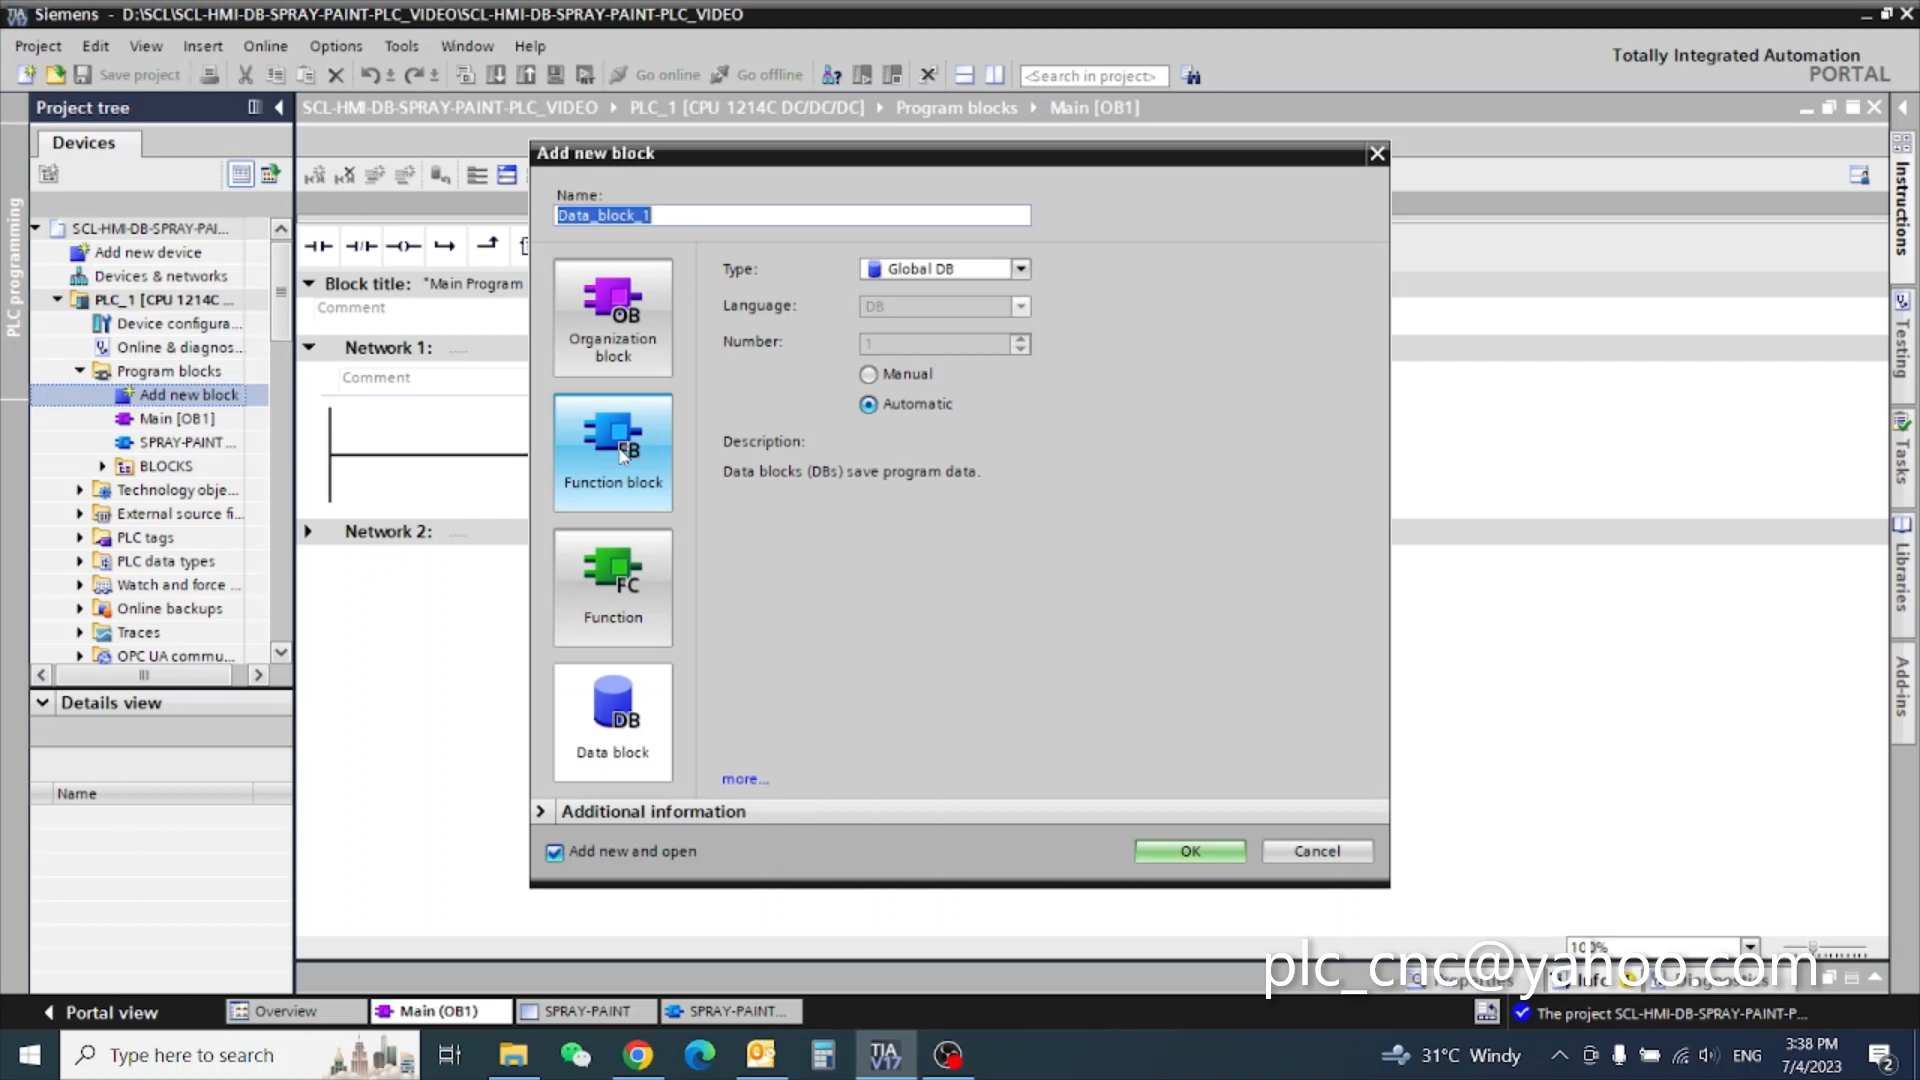 Siemens - D:\SCL\SCL-HMI-DB-SPRAY-PAINT-PLC_VIDEO\SCL-HMI-DB-SPRAY-PAINT-PLC_VIDEO
Project Edit View Insert Online Options Tools Window Help
Totally Integrated Automation
PORTAL
Save project
Go online
Go offline
<Search in project>
Project tree
SCL-HMI-DB-SPRAY-PAINT-PLC_VIDEO PLC_1 [CPU 1214C DC/DC/DC] Program blocks Main [OB1]
Devices
PLC programming
SCL-HMI-DB-SPRAY-PAI...
Add new device
Devices & networks
PLC_1 [CPU 1214C ...
Device configura...
Online & diagnos...
Program blocks
Add new block
Main [OB1]
SPRAY-PAINT ...
BLOCKS
Technology obje...
External source fi...
PLC tags
PLC data types
Watch and force ...
Online backups
Traces
OPC UA commu...
Details view
Name
Block title: "Main Program
Comment
Network 1: .....
Comment
Network 2: .....
Add new block
Name:
Data_block_1
OB
Organization
block
FB
Function block
FC
Function
DB
Data block
Type: Global DB
Language: DB
Number: 1
Manual
Automatic
Description:
Data blocks (DBs) save program data.
more...
Additional information
Add new and open
OK
Cancel
Instructions
Testing
Tasks
Libraries
Add-ins
100%
Properties
Info
Diagnostics
plc_cnc@yahoo.com
Portal view
Overview
Main (OB1)
SPRAY-PAINT
SPRAY-PAINT...
The project SCL-HMI-DB-SPRAY-PAINT-P...
Type here to search
TIA
V17
31°C Windy
ENG
3:38 PM
7/4/2023
2